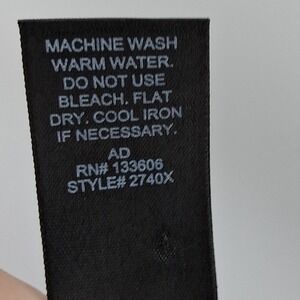 MACHINE WASH
WARM WATER.
DO NOT USE
BLEACH. FLAT
DRY. COOL IRON
IF NECESSARY.
AD
RN# 133606
STYLE# 2740X